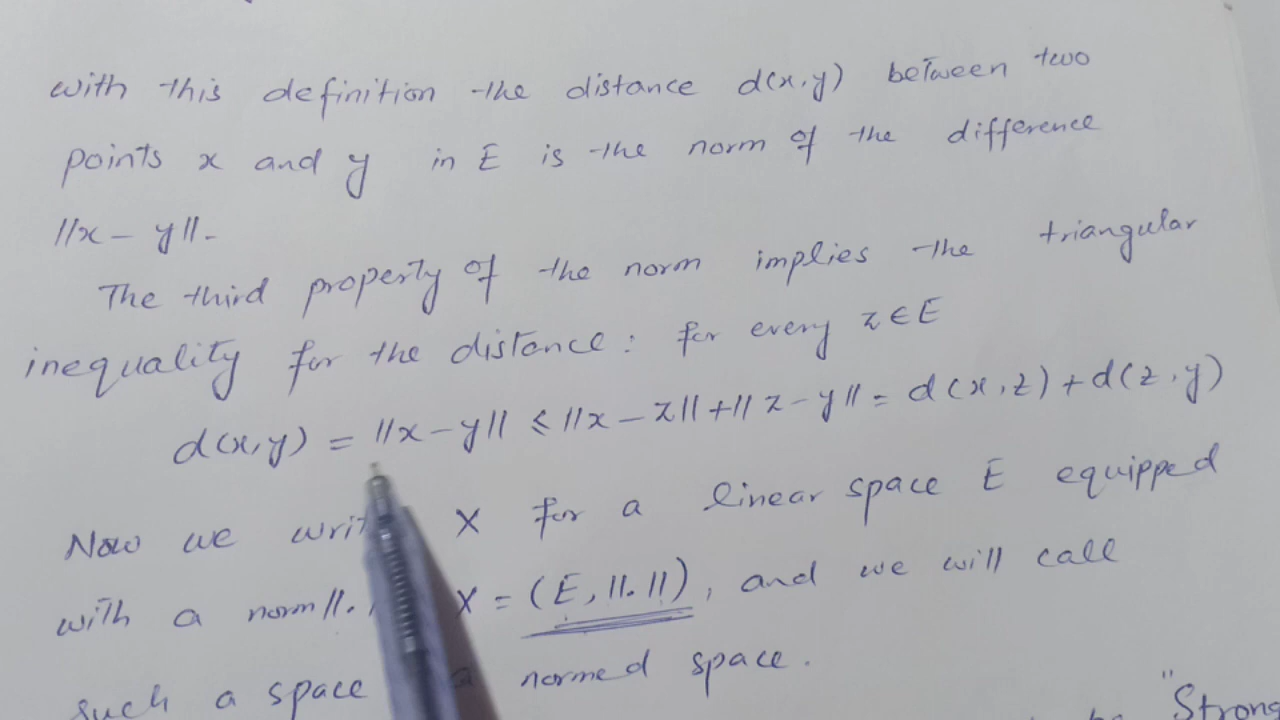 with this definition the distance d(x,y) between two
points x and y in E is the norm of the difference
||x - y||.
The third property of the norm implies the triangular
inequality for the distance : for every z∈E
d(x,y) = ||x-y|| ≤ ||x-z|| + ||z-y|| = d(x,z) + d(z,y)
Now we X for a linear space E equipped
with a norm X = (E, ||.||), and we will call
such a space a normed space.
"Strong